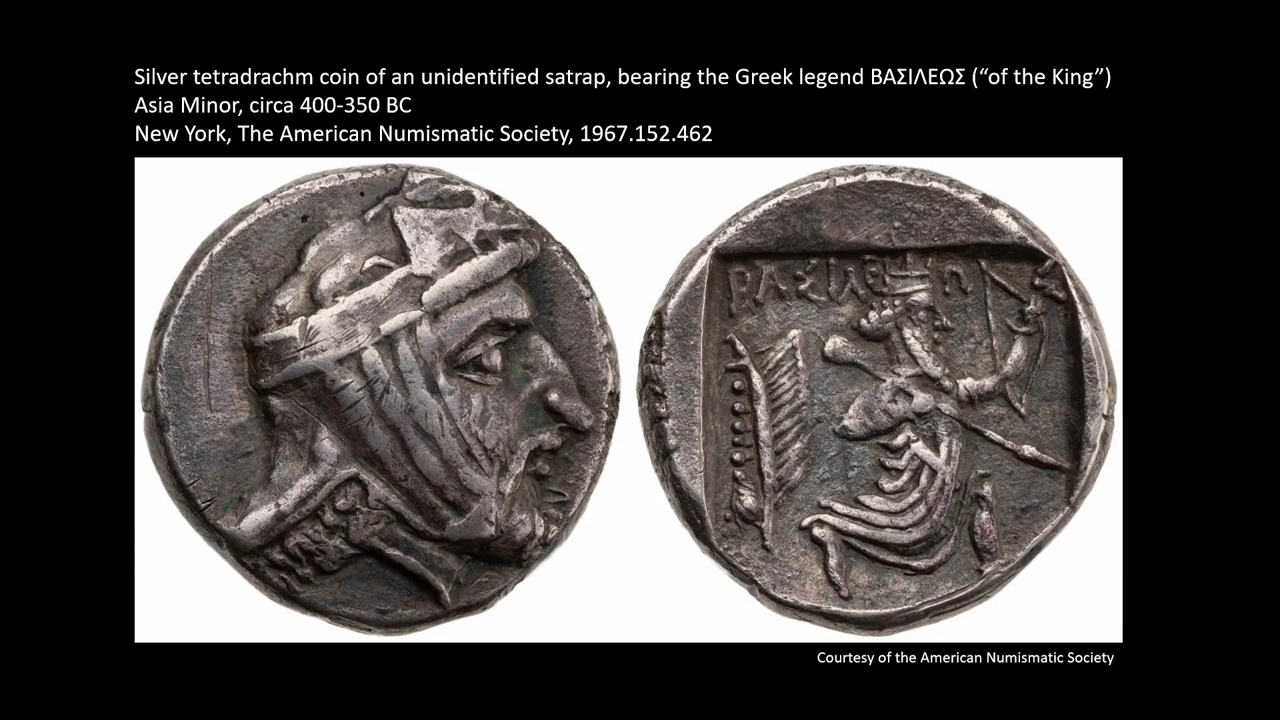 Silver tetradrachm coin of an unidentified satrap, bearing the Greek legend ΒΑΣΙΛΕΩΣ (“of the King”)
Asia Minor, circa 400-350 BC
New York, The American Numismatic Society, 1967.152.462
ΒΑΣΙΛΕΩΣ
Courtesy of the American Numismatic Society